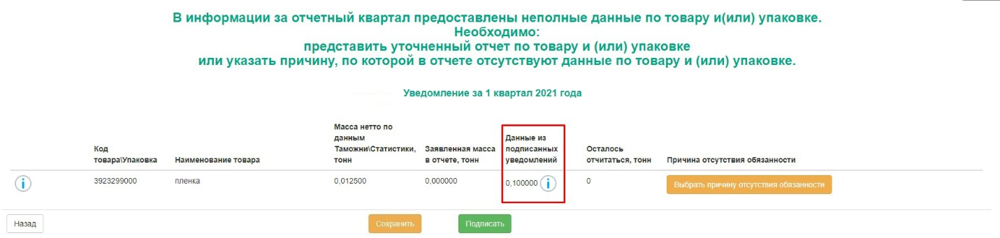 В информации за отчетный квартал предоставлены неполные данные по товару и(или) упаковке.
Необходимо:
представить уточненный отчет по товару и (или) упаковке
или указать причину, по которой в отчете отсутствуют данные по товару и (или) упаковке.
Уведомление за 1 квартал 2021 года
Код
товара\Упаковка
Наименование товара
Масса нетто по
данным
Таможни\Статистики,
тонн
Заявленная масса
в отчете, тонн
Данные из
подписанных
уведомлений
Осталось
отчитаться, тонн
Причина отсутствия обязанности
i
3923299000
пленка
0,012500
0,000000
0,100000 i
0
Выбрать причину отсутствия обязанности
Назад
Сохранить
Подписать